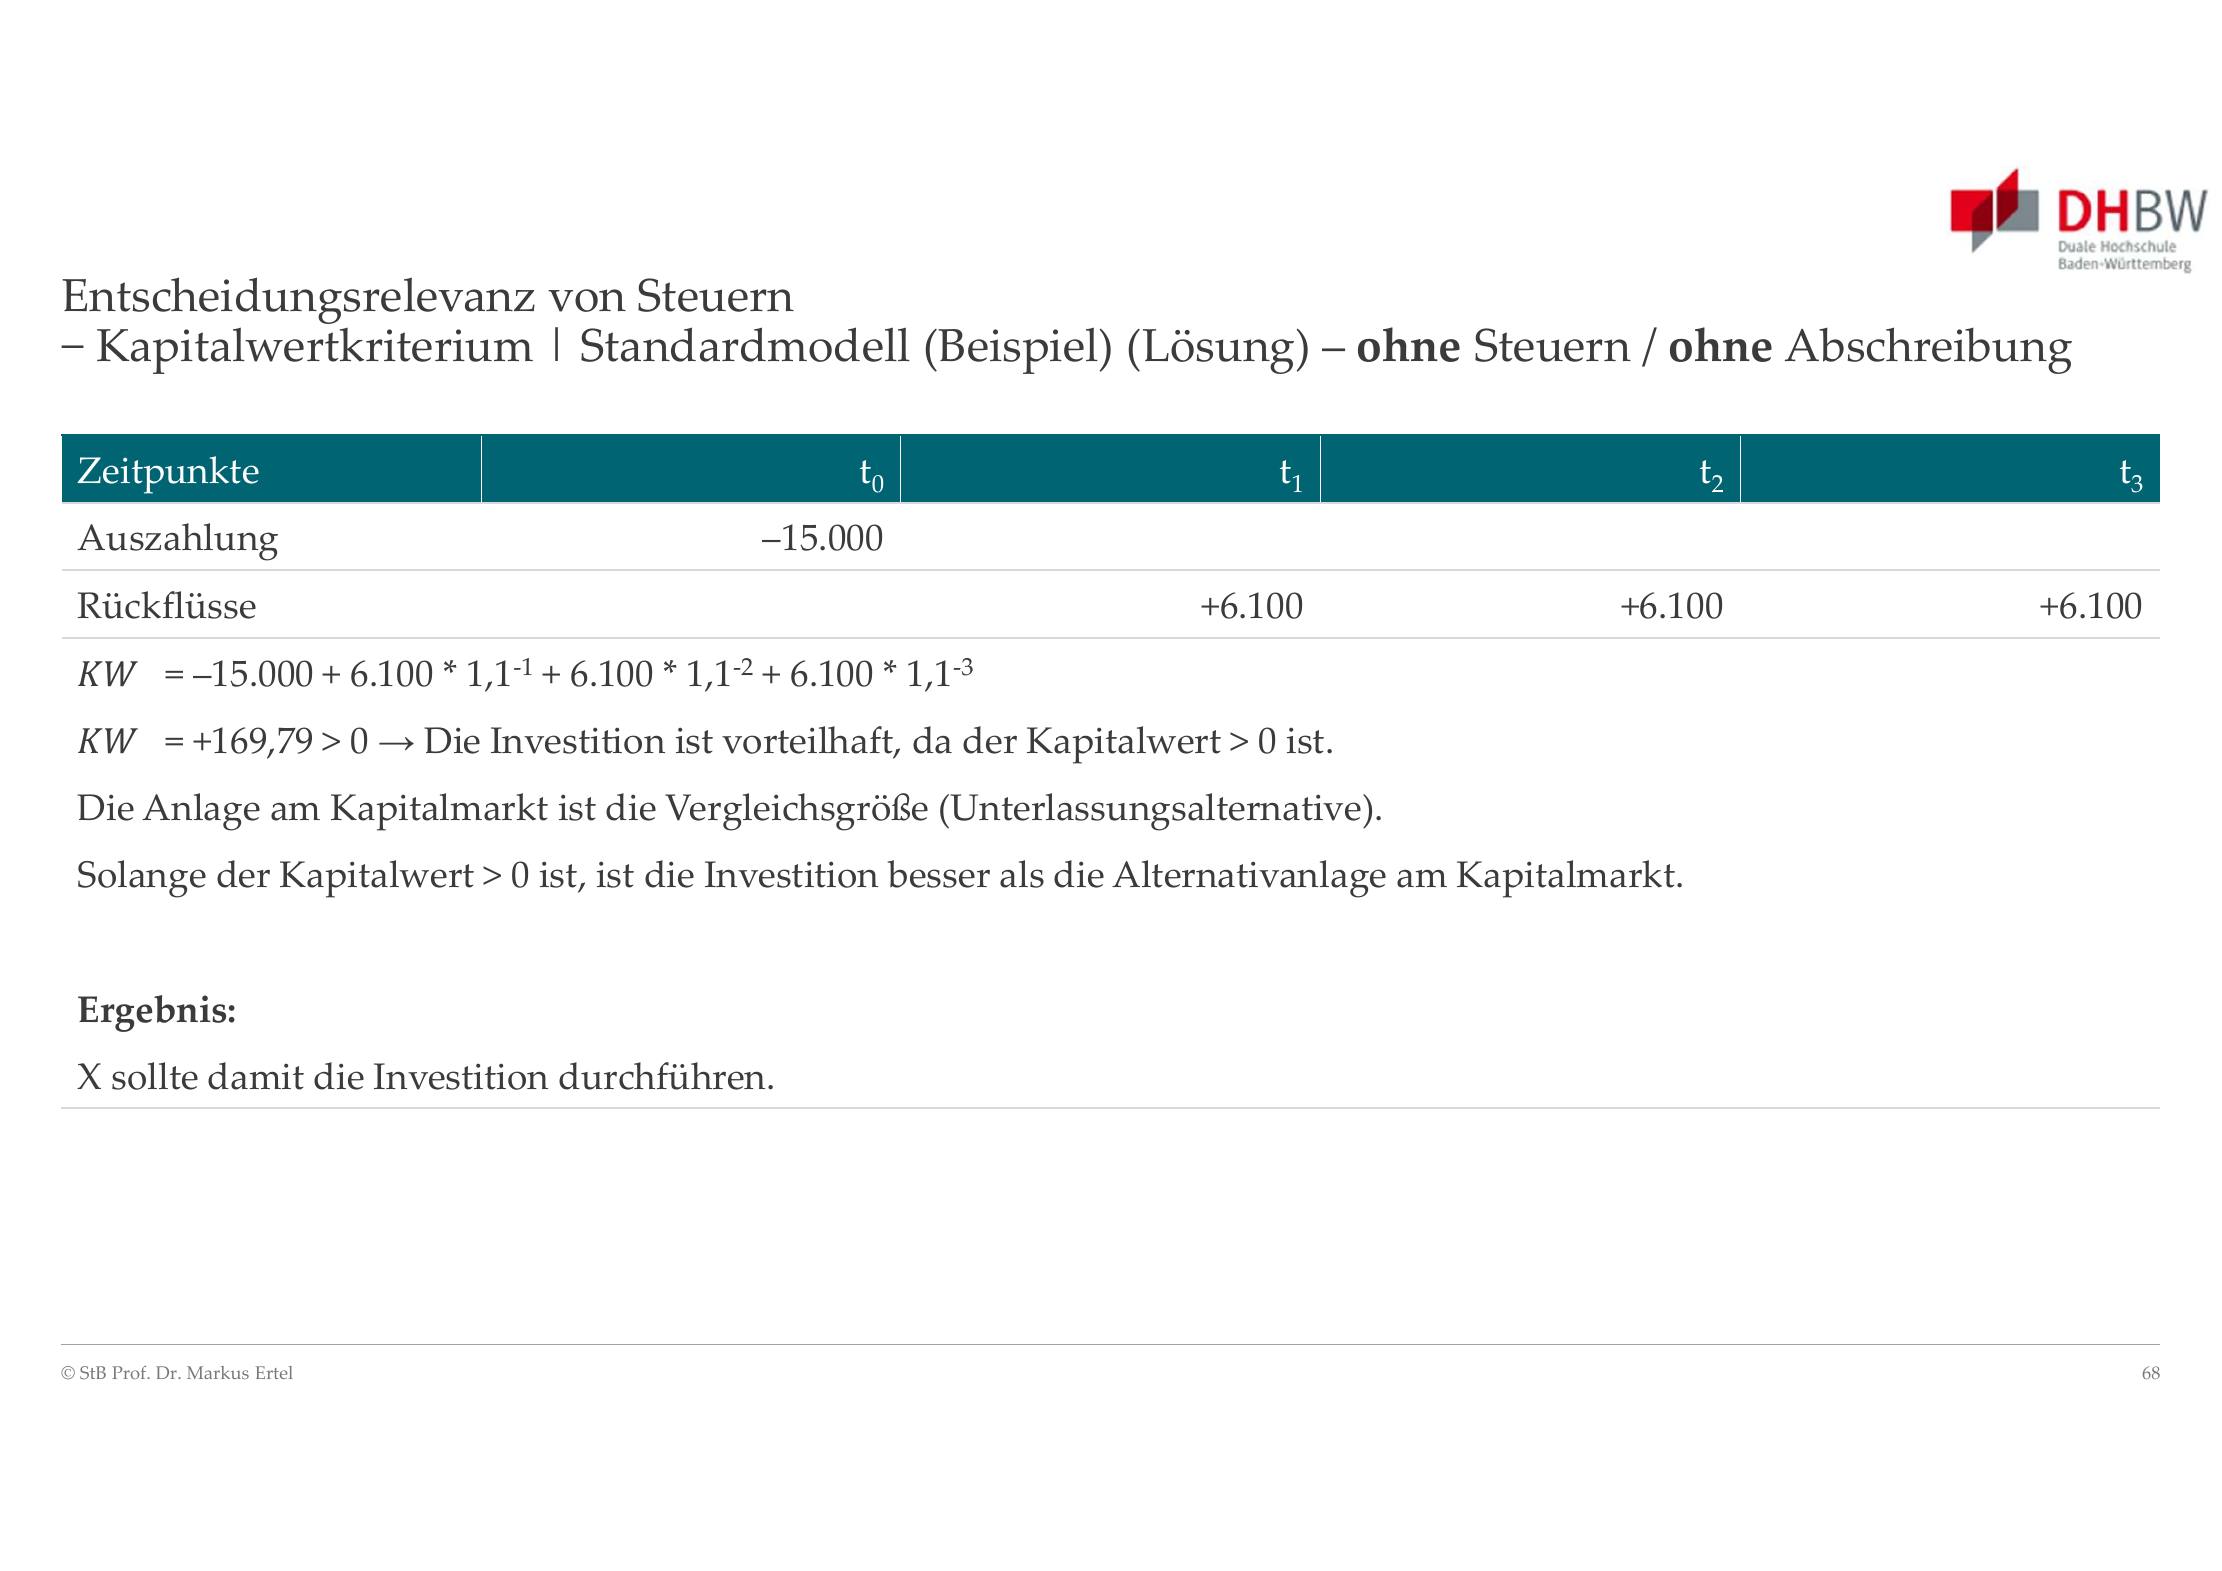 DHBW
Duale Hochschule
Baden-Württemberg
Entscheidungsrelevanz von Steuern
– Kapitalwertkriterium | Standardmodell (Beispiel) (Lösung) – ohne Steuern / ohne Abschreibung
Zeitpunkte t₀ t₁ t₂ t₃
Auszahlung –15.000
Rückflüsse +6.100 +6.100 +6.100
KW = –15.000 + 6.100 * 1,1⁻¹ + 6.100 * 1,1⁻² + 6.100 * 1,1⁻³
KW = +169,79 > 0 → Die Investition ist vorteilhaft, da der Kapitalwert > 0 ist.
Die Anlage am Kapitalmarkt ist die Vergleichsgröße (Unterlassungsalternative).
Solange der Kapitalwert > 0 ist, ist die Investition besser als die Alternativanlage am Kapitalmarkt.
Ergebnis:
X sollte damit die Investition durchführen.
© StB Prof. Dr. Markus Ertel 68